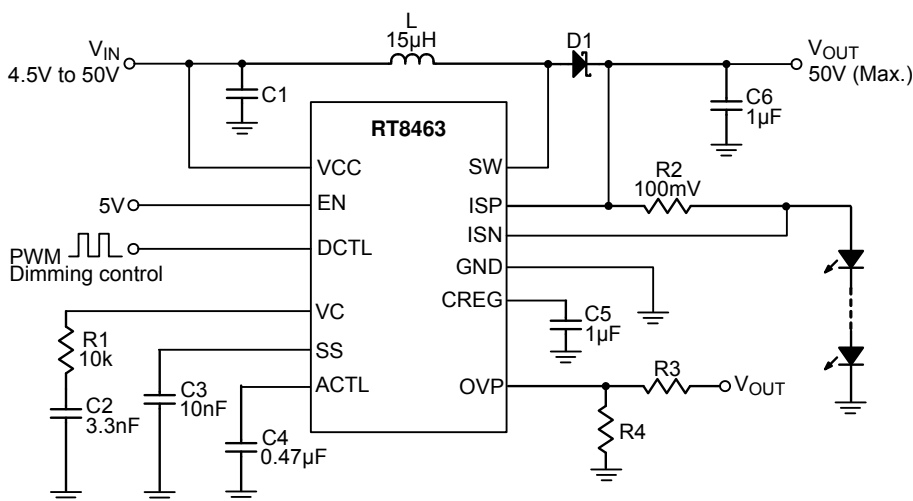 L
15µH
D1
VIN
4.5V to 50V
VOUT
50V (Max.)
C1
C6
1µF
RT8463
VCC
SW
R2
100mV
5V
EN
ISP
ISN
PWM
Dimming control
DCTL
GND
VC
CREG
C5
1µF
R1
10k
SS
C3
10nF
ACTL
OVP
R3
VOUT
C2
3.3nF
C4
0.47µF
R4